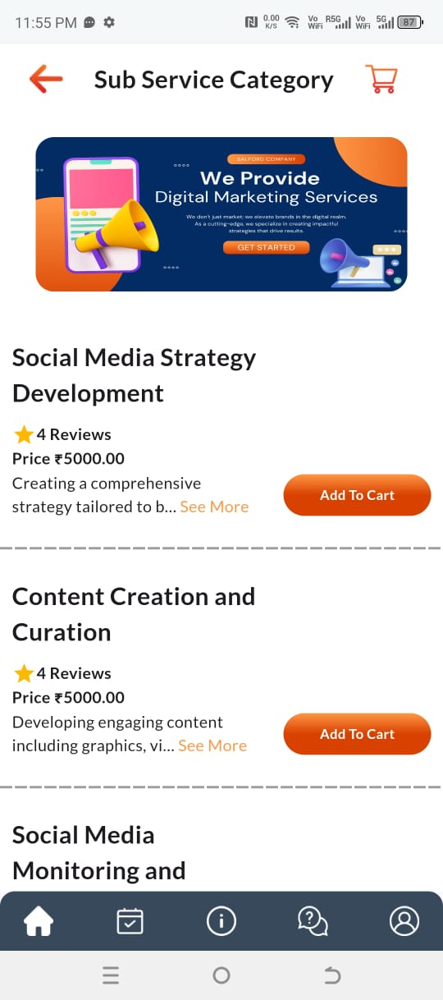 11:55 PM
0.00
K/S
Vo
WiFi
R5G
Vo
WiFi
5G
87
Sub Service Category
SALFORD COMPANY
We Provide
Digital Marketing Services
We don't just market; we elevate brands in the digital realm.
As a cutting-edge, we specialize in creating impactful
strategies that drive results.
GET STARTED
Social Media Strategy
Development
4 Reviews
Price ₹5000.00
Creating a comprehensive
strategy tailored to b... See More
Add To Cart
Content Creation and
Curation
4 Reviews
Price ₹5000.00
Developing engaging content
including graphics, vi... See More
Add To Cart
Social Media
Monitoring and